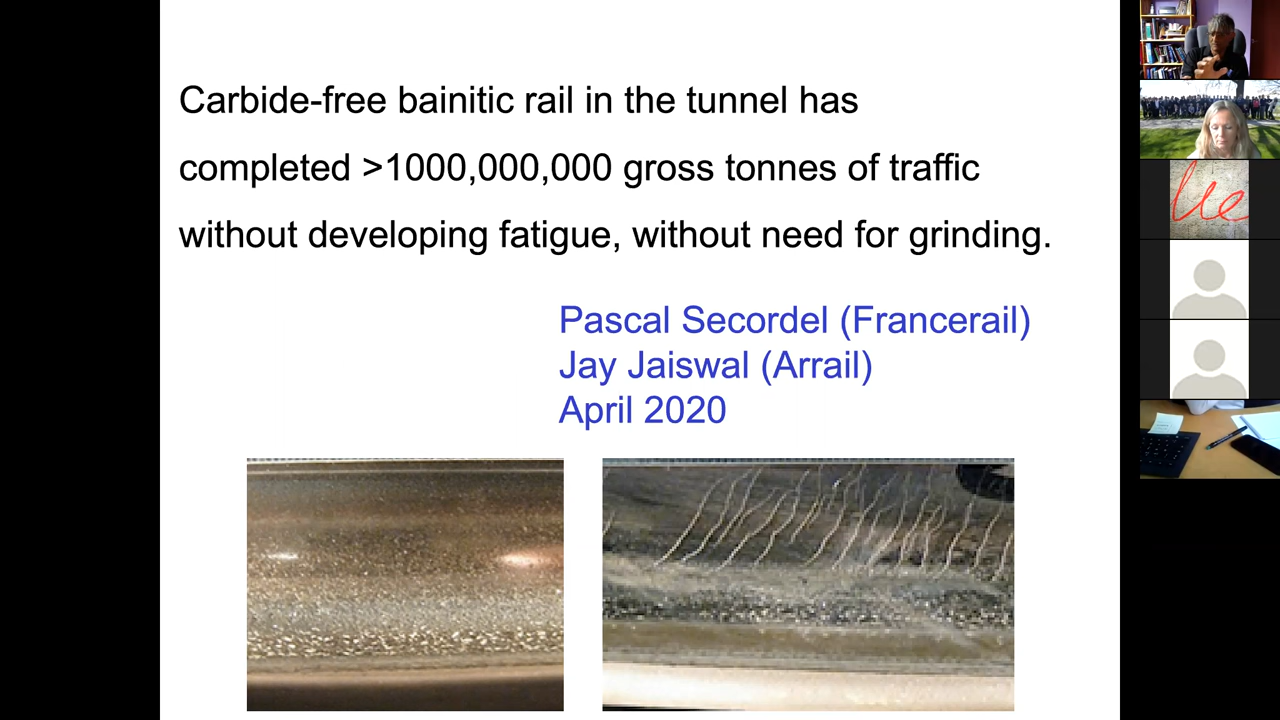 Carbide-free bainitic rail in the tunnel has
completed >1000,000,000 gross tonnes of traffic
without developing fatigue, without need for grinding.
Pascal Secordel (Francerail)
Jay Jaiswal (Arrail)
April 2020